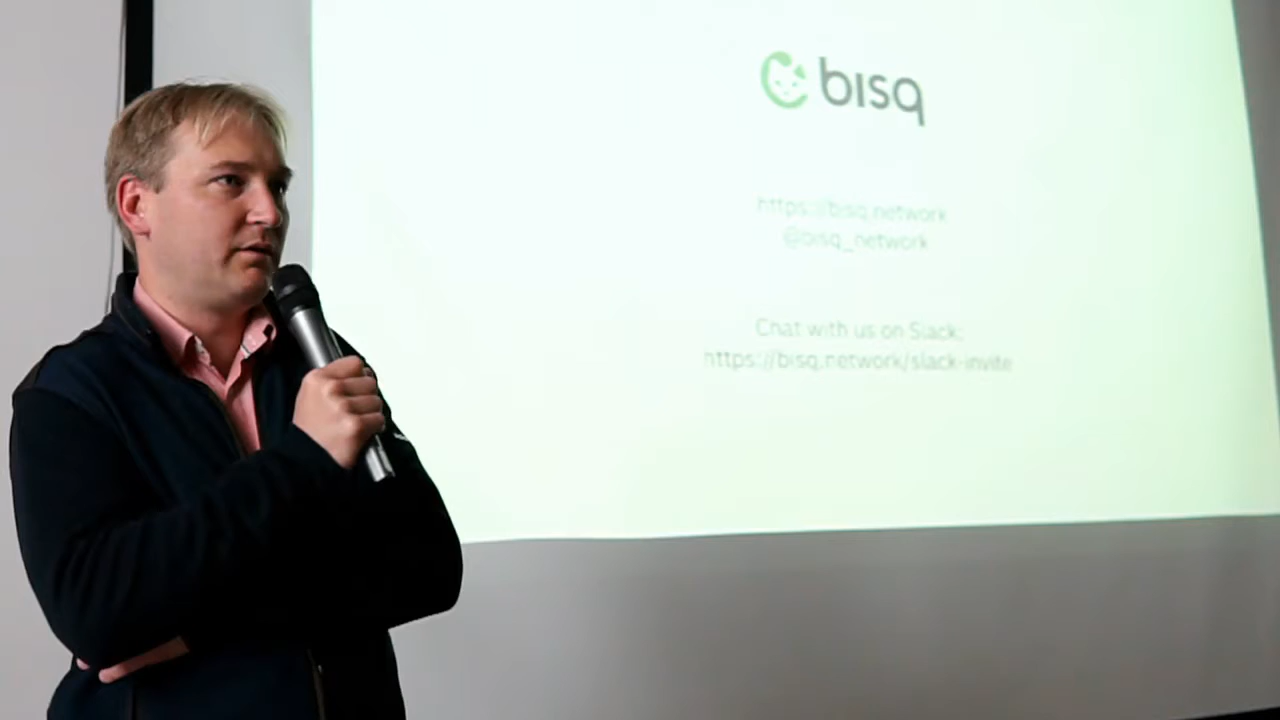 bisq
https://bisq.network
@bisq_network
Chat with us on Slack:
https://bisq.network/slack-invite